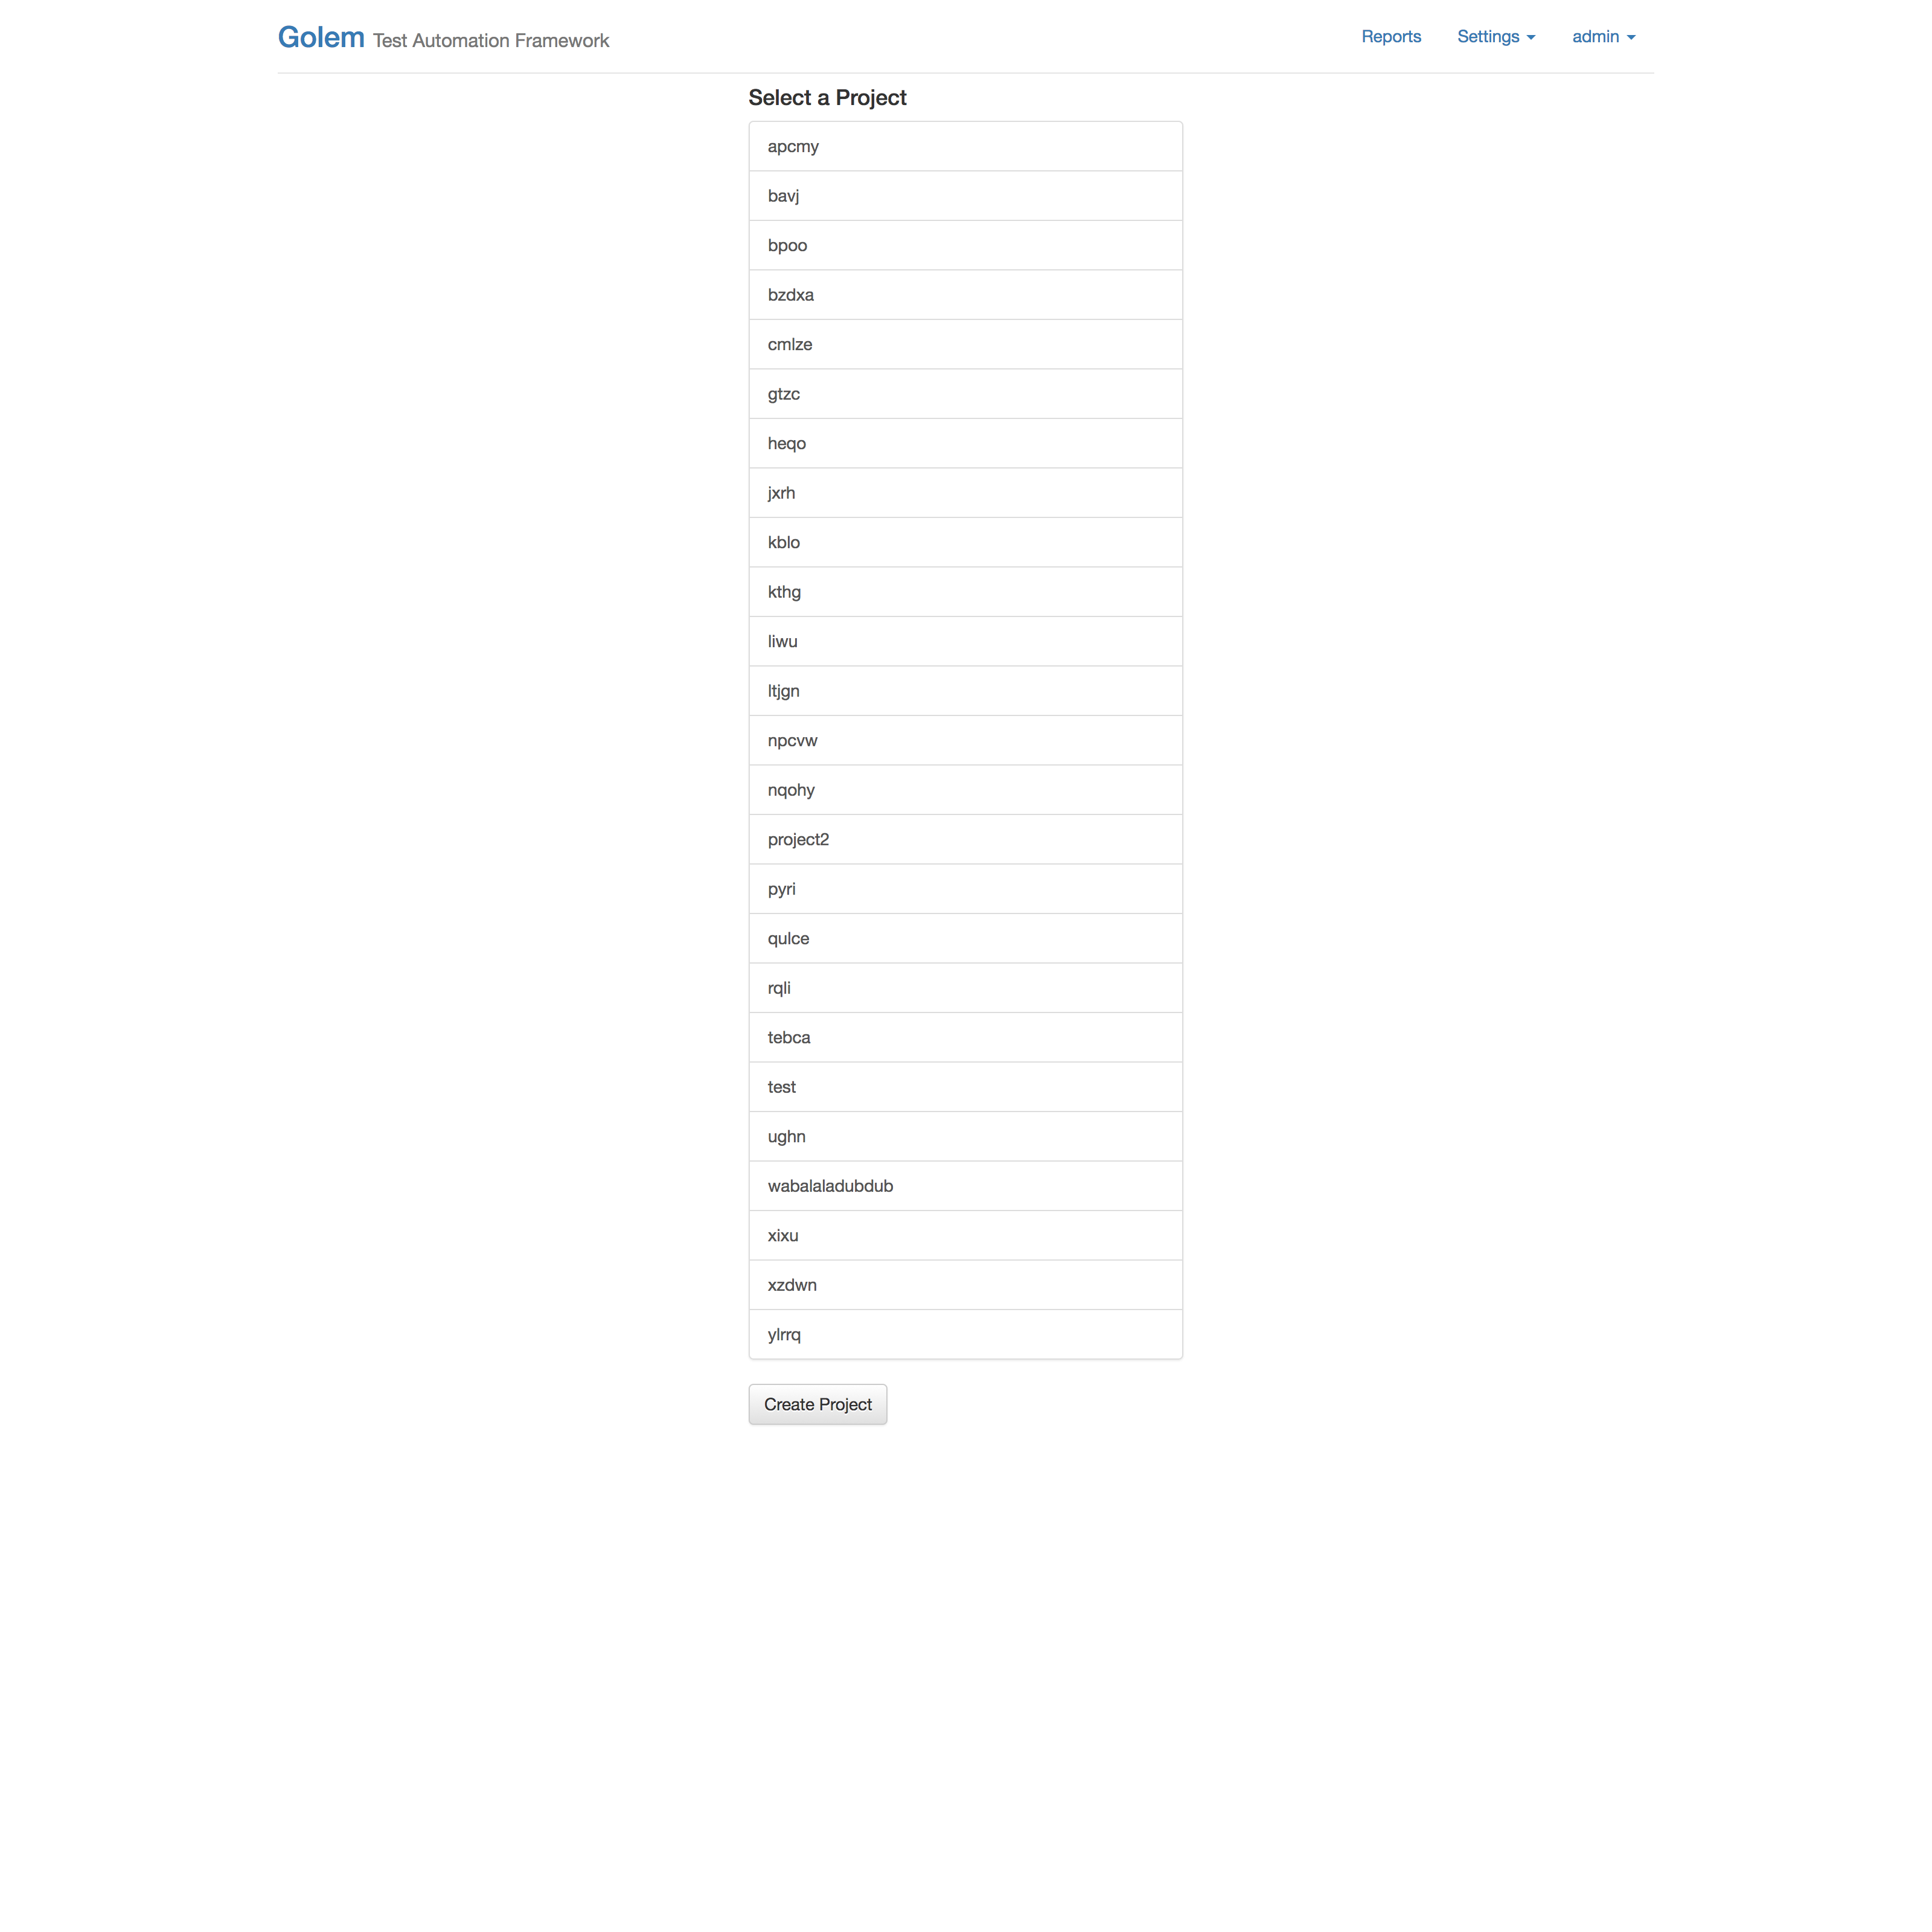 Golem Test Automation Framework Reports Settings admin
Select a Project
apcmy
bavj
bpoo
bzdxa
cmlze
gtzc
heqo
jxrh
kblo
kthg
liwu
ltjgn
npcvw
nqohy
project2
pyri
qulce
rqli
tebca
test
ughn
wabalaladubdub
xixu
xzdwn
ylrrq
Create Project